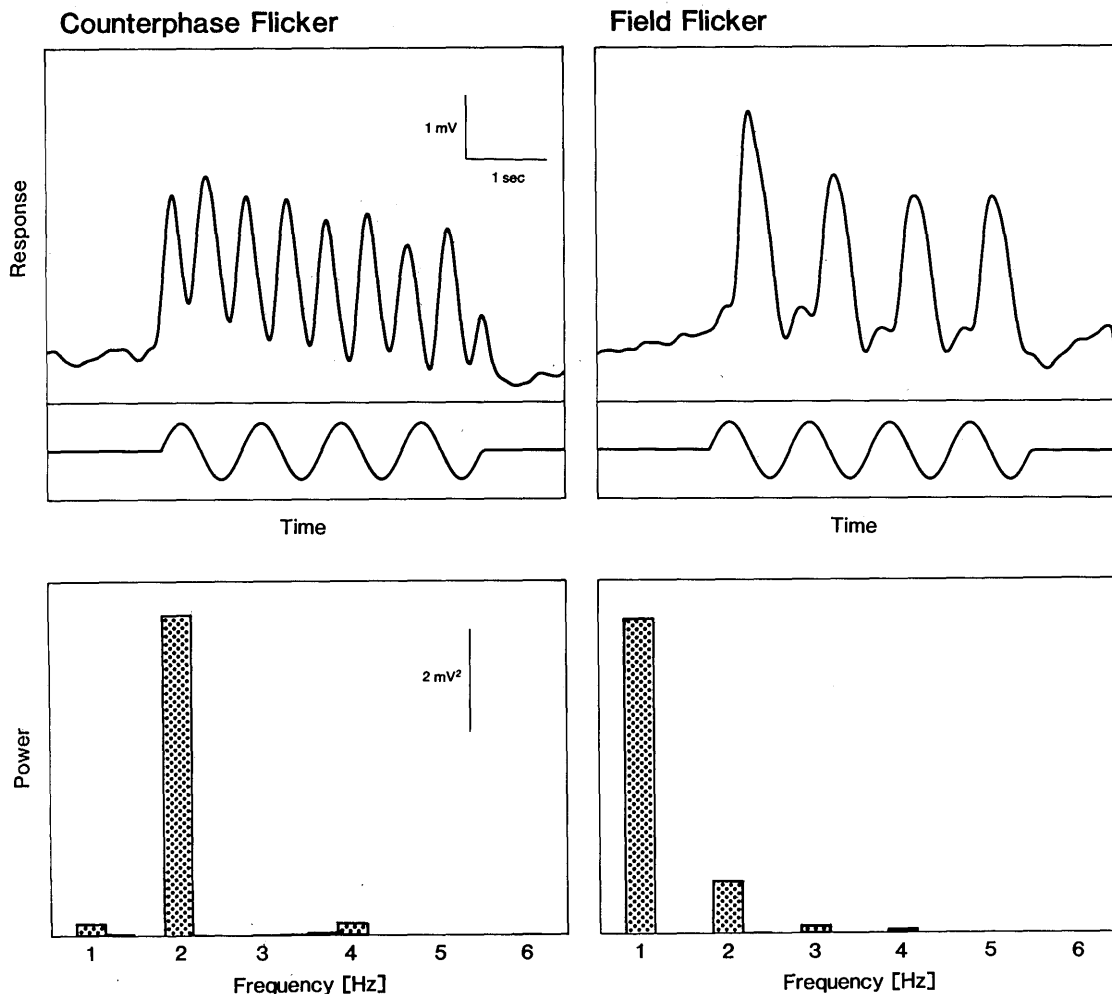 Counterphase Flicker
Field Flicker
Response
1 mV
1 sec
Time
Time
Power
2 mV²
1 2 3 4 5 6
1 2 3 4 5 6
Frequency [Hz]
Frequency [Hz]